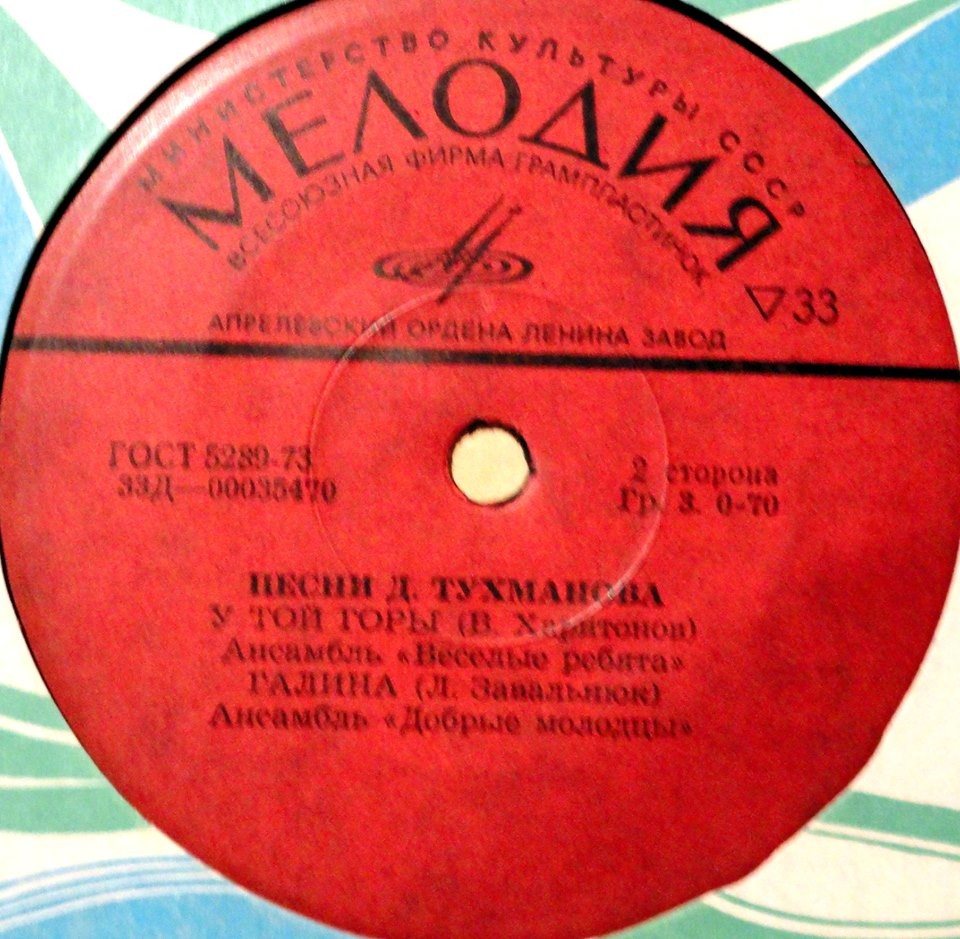 МИНИСТЕРСТВО КУЛЬТУРЫ СССР
МЕЛОДИЯ
ВСЕСОЮЗНАЯ ФИРМА ГРАМПЛАСТИНОК
▽33
АПРЕЛЕВСКИЙ ОРДЕНА ЛЕНИНА ЗАВОД
ГОСТ 5289-73
33Д—00035470
2 сторона
Гр. 3. 0-70
ПЕСНИ Д. ТУХМАНОВА
У ТОЙ ГОРЫ (В. Харитонов)
Ансамбль «Веселые ребята»
ГАЛИНА (Л. Завальнюк)
Ансамбль «Добрые молодцы»